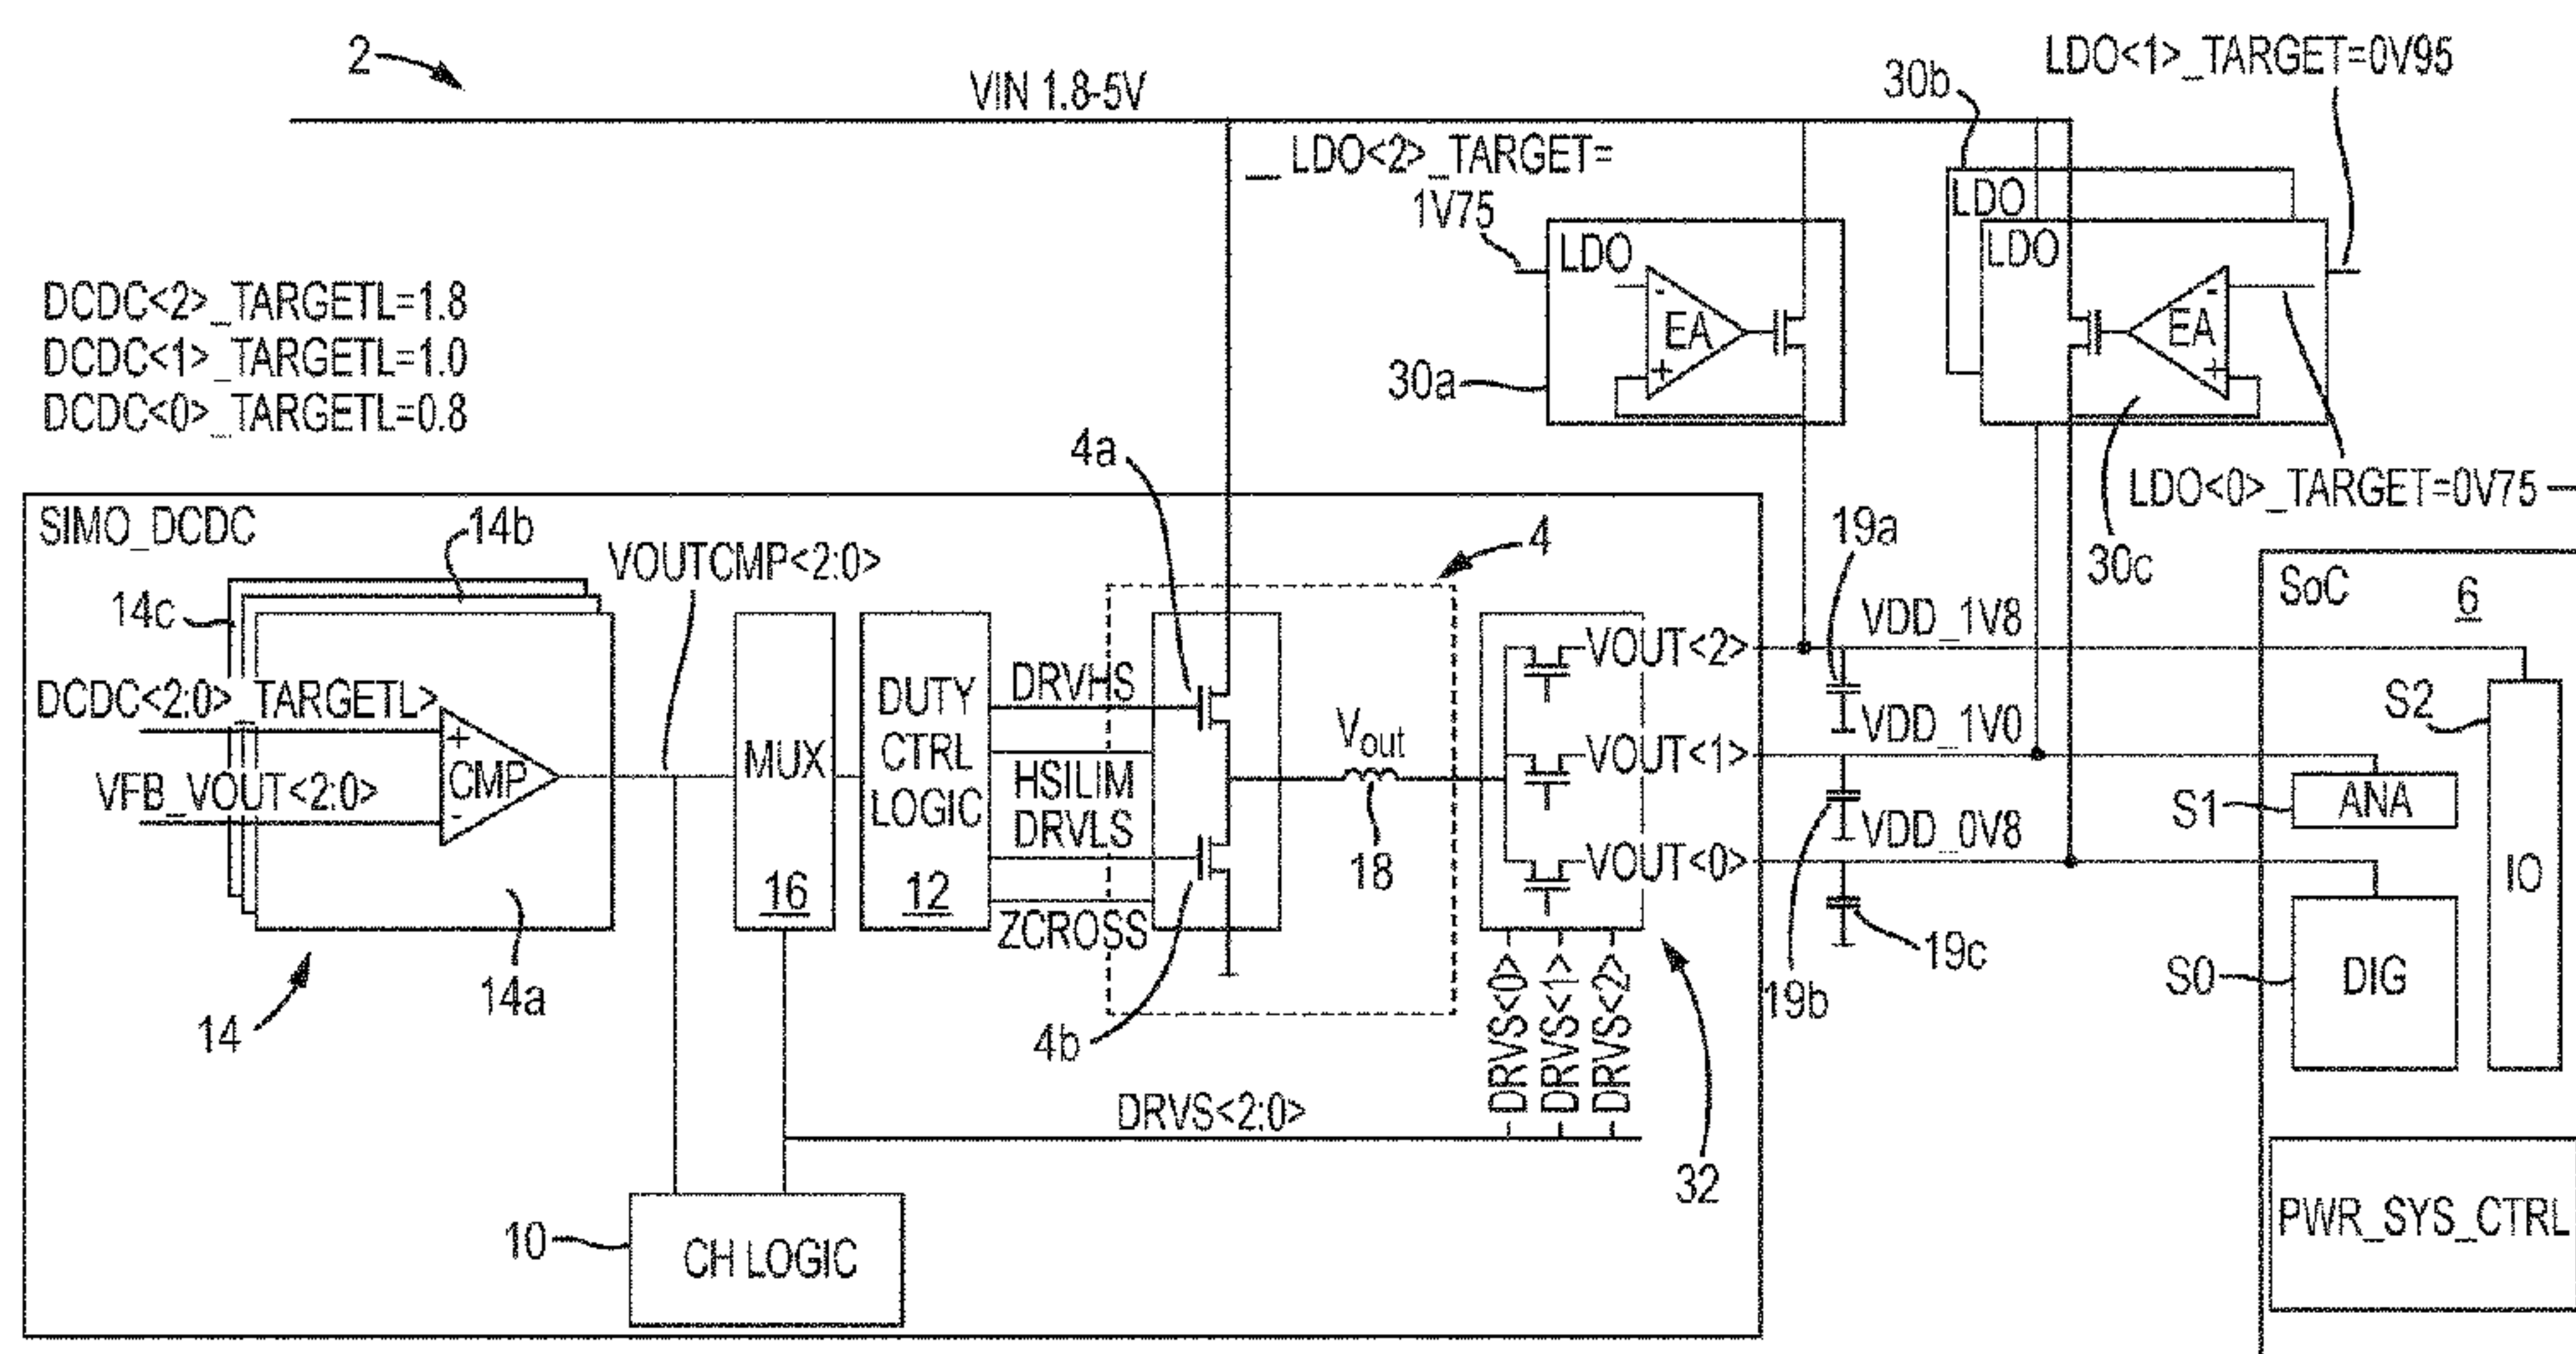 2
VIN 1.8-5V
30b
LDO<1>_TARGET=0V95
_ LDO<2>_TARGET=
1V75
LDO
-
EA
+
30a
LDO
LDO
-
EA
+
30c
LDO<0>_TARGET=0V75
DCDC<2>_TARGETL=1.8
DCDC<1>_TARGETL=1.0
DCDC<0>_TARGETL=0.8
SIMO_DCDC
14b
14c
DCDC<2:0>_TARGETL>
VFB_VOUT<2:0>
+
CMP
-
14a
14
VOUTCMP<2:0>
MUX
16
DUTY
CTRL
LOGIC
12
DRVHS
HSILIM
DRVLS
ZCROSS
4a
4
4b
Vout
18
VOUT<2>
VOUT<1>
VOUT<0>
DRVS<0>
DRVS<1>
DRVS<2>
32
DRVS<2:0>
10
CH LOGIC
19a
VDD_1V8
VDD_1V0
VDD_0V8
19b
19c
SoC
6
S2
S1
ANA
IO
S0
DIG
PWR_SYS_CTRL